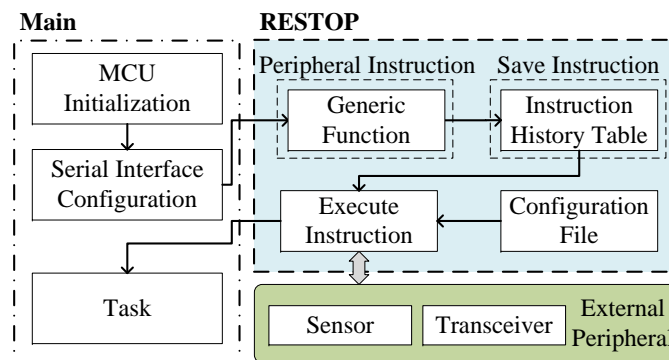 Main
RESTOP
MCU
Initialization
Serial Interface
Configuration
Task
Peripheral Instruction
Save Instruction
Generic
Function
Instruction
History Table
Execute
Instruction
Configuration
File
Sensor
Transceiver
External
Peripheral